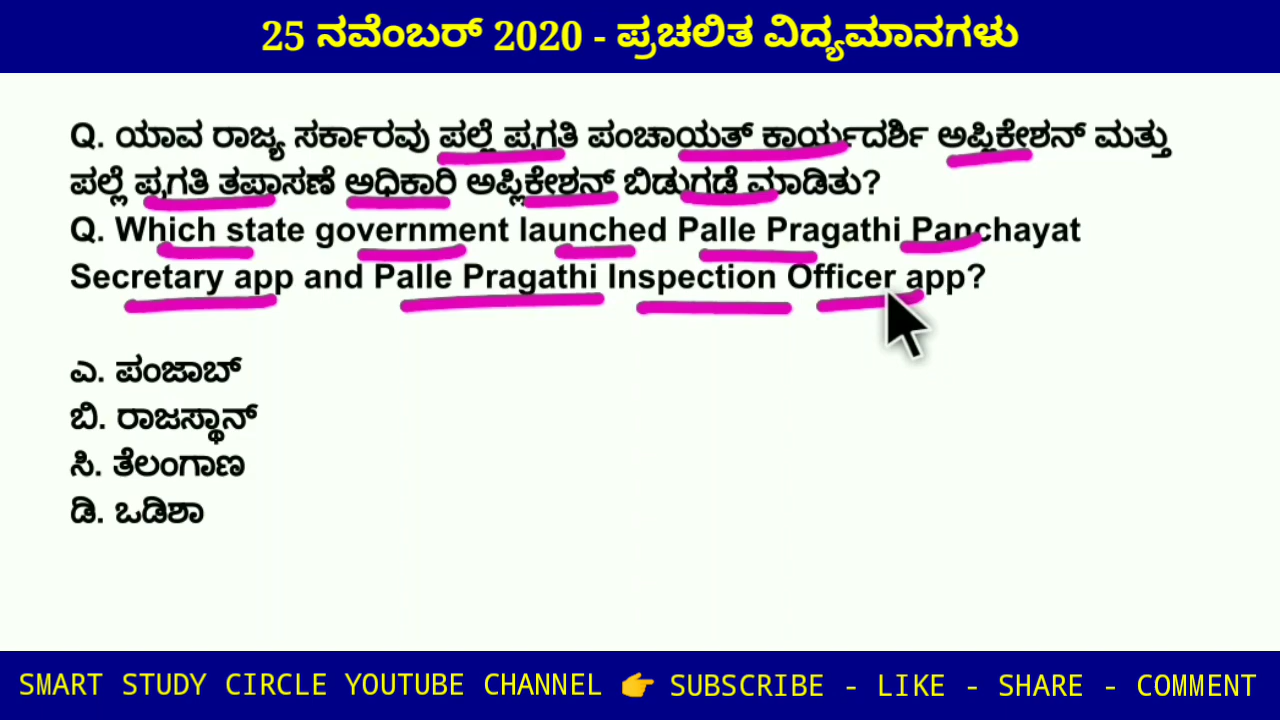 25 ನವೆಂಬರ್ 2020 - ಪ್ರಚಲಿತ ವಿದ್ಯಮಾನಗಳು
Q. ಯಾವ ರಾಜ್ಯ ಸರ್ಕಾರವು ಪಲ್ಲೆ ಪ್ರಗತಿ ಪಂಚಾಯತ್ ಕಾರ್ಯದರ್ಶಿ ಅಪ್ಲಿಕೇಶನ್ ಮತ್ತು
ಪಲ್ಲೆ ಪ್ರಗತಿ ತಪಾಸಣೆ ಅಧಿಕಾರಿ ಅಪ್ಲಿಕೇಶನ್ ಬಿಡುಗಡೆ ಮಾಡಿತು?
Q. Which state government launched Palle Pragathi Panchayat
Secretary app and Palle Pragathi Inspection Officer app?
ಎ. ಪಂಜಾಬ್
ಬಿ. ರಾಜಸ್ಥಾನ್
ಸಿ. ತೆಲಂಗಾಣ
ಡಿ. ಒಡಿಶಾ
SMART STUDY CIRCLE YOUTUBE CHANNEL 👉 SUBSCRIBE - LIKE - SHARE - COMMENT